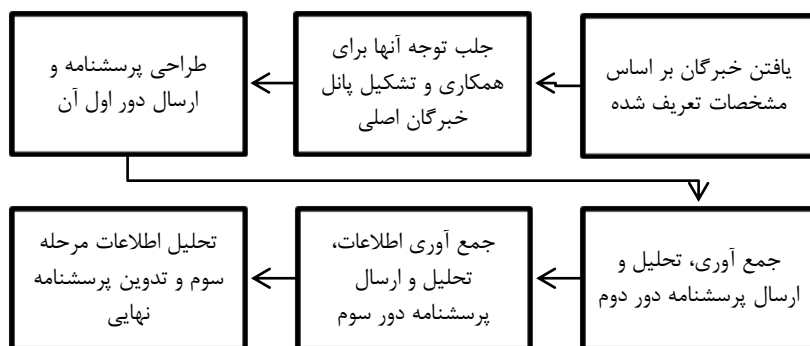 یافتن خبرگان بر اساس
مشخصات تعریف شده
جلب توجه آنها برای
همکاری و تشکیل پانل
خبرگان اصلی
طراحی پرسشنامه و
ارسال دور اول آن
جمع آوری، تحلیل و
ارسال پرسشنامه دور دوم
جمع آوری اطلاعات،
تحلیل و ارسال
پرسشنامه دور سوم
تحلیل اطلاعات مرحله
سوم و تدوین پرسشنامه
نهایی